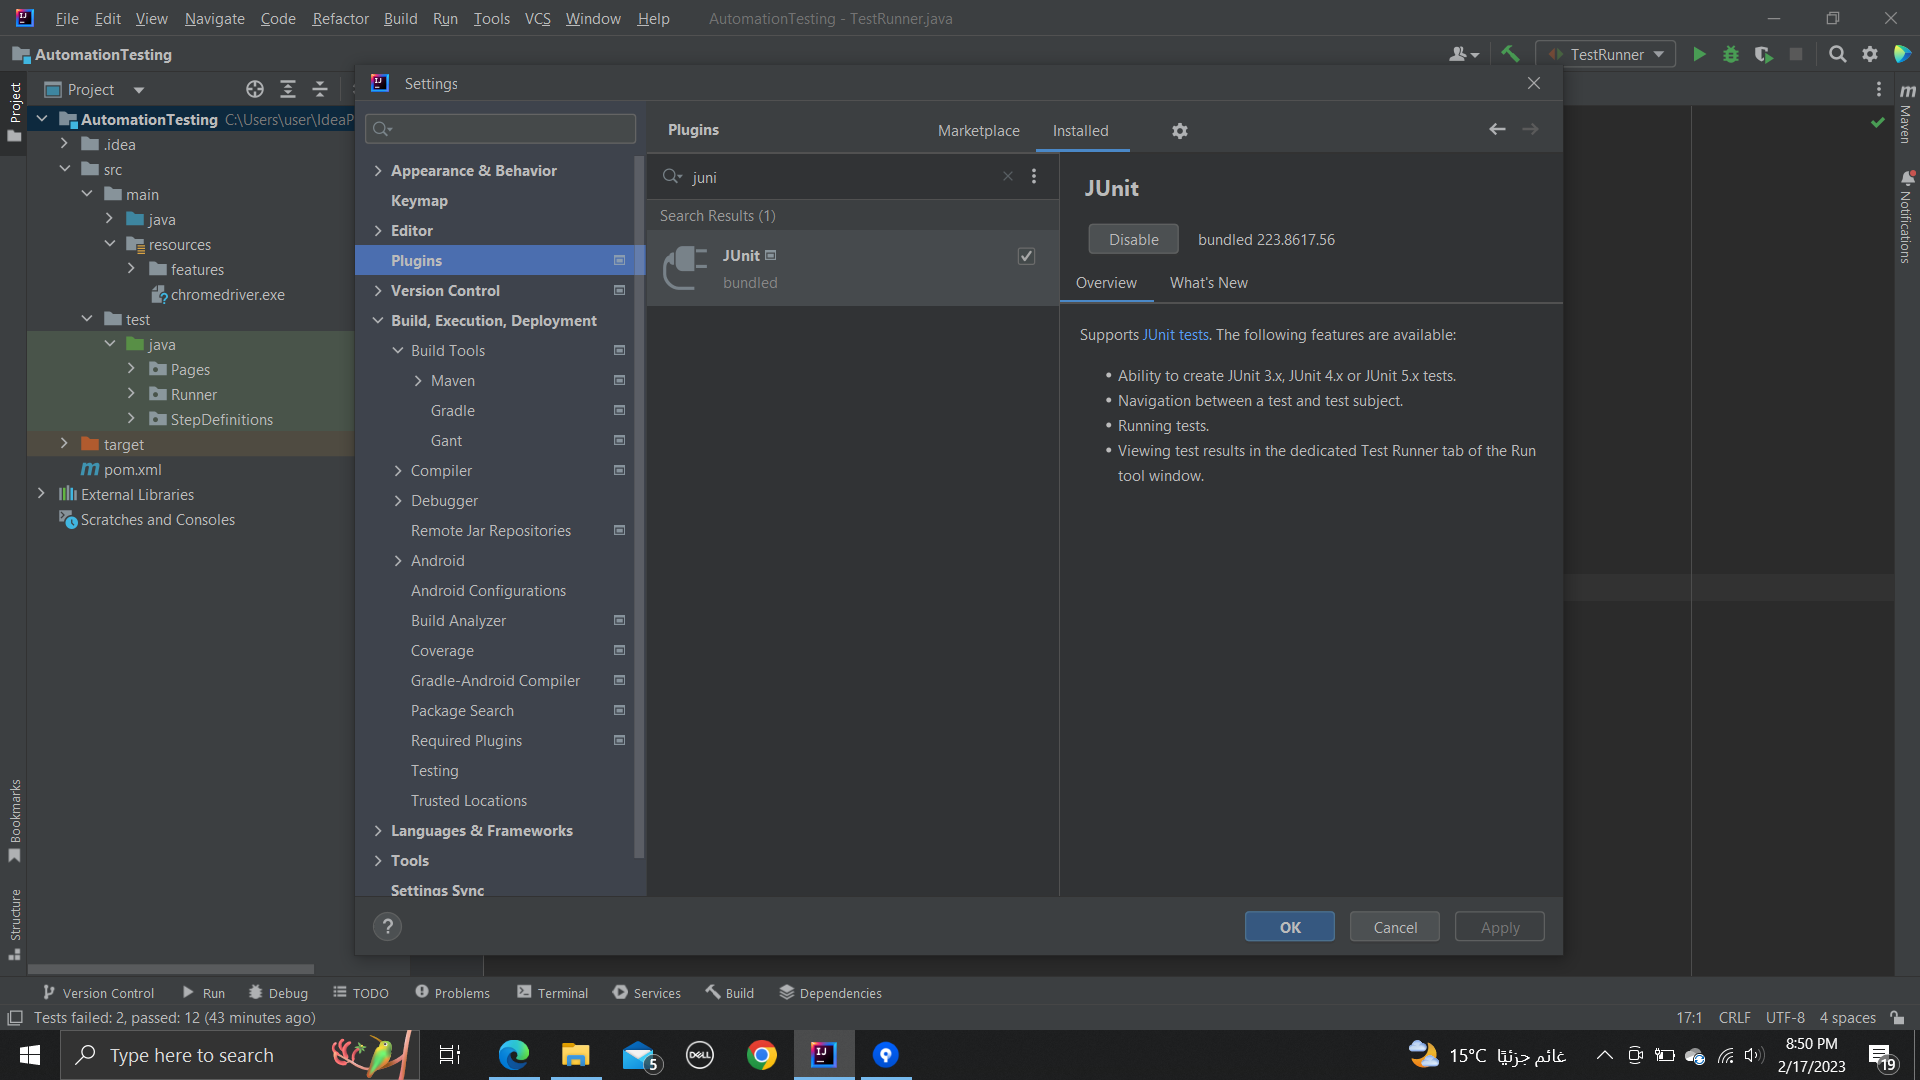 File Edit View Navigate Code Refactor Build Run Tools VCS Window Help AutomationTesting - TestRunner.java
AutomationTesting
TestRunner
Project
Settings
Project
AutomationTesting C:\Users\user\IdeaP
.idea
src
main
java
resources
features
chromedriver.exe
test
java
Pages
Runner
StepDefinitions
target
pom.xml
External Libraries
Scratches and Consoles
Bookmarks
Structure
Appearance & Behavior
Keymap
Editor
Plugins
Version Control
Build, Execution, Deployment
Build Tools
Maven
Gradle
Gant
Compiler
Debugger
Remote Jar Repositories
Android
Android Configurations
Build Analyzer
Coverage
Gradle-Android Compiler
Package Search
Required Plugins
Testing
Trusted Locations
Languages & Frameworks
Tools
Settings Sync
Plugins Marketplace Installed
juni
Search Results (1)
JUnit
bundled
JUnit
Disable bundled 223.8617.56
Overview What's New
Supports JUnit tests. The following features are available:
• Ability to create JUnit 3.x, JUnit 4.x or JUnit 5.x tests.
• Navigation between a test and test subject.
• Running tests.
• Viewing test results in the dedicated Test Runner tab of the Run
tool window.
? OK Cancel Apply
m Maven
Notifications
Version Control Run Debug TODO Problems Terminal Services Build Dependencies
Tests failed: 2, passed: 12 (43 minutes ago) 17:1 CRLF UTF-8 4 spaces
Type here to search 5 DELL 15°C غائم جزئيًا 8:50 PM
2/17/2023 19